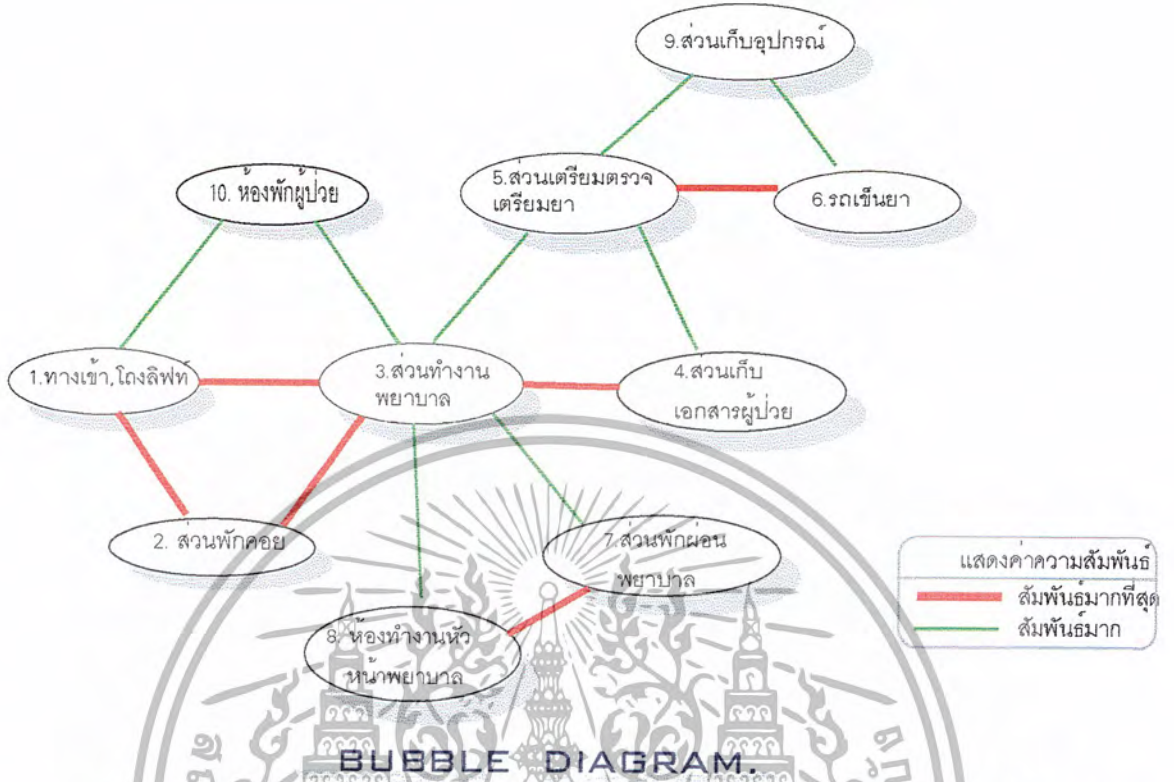 9.ส่วนเก็บอุปกรณ์
10. ห้องพักผู้ป่วย
5.ส่วนเตรียมตรวจ
เตรียมยา
6.รถเข็นยา
1.ทางเข้า,โถงลิฟท์
3.ส่วนทำงาน
พยาบาล
4.ส่วนเก็บ
เอกสารผู้ป่วย
2. ส่วนพักคอย
7.ส่วนพักผ่อน
พยาบาล
8. ห้องทำงานหัว
หน้าพยาบาล
แสดงค่าความสัมพันธ์
สัมพันธ์มากที่สุด
สัมพันธ์มาก
BUBBLE DIAGRAM.